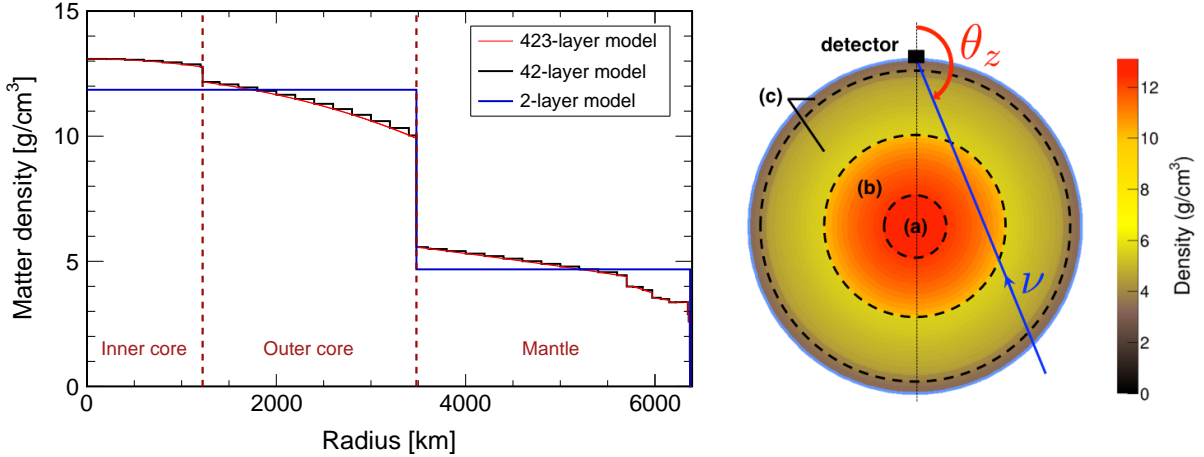 Matter density [g/cm³]
15
10
5
0
423-layer model
42-layer model
2-layer model
Inner core
Outer core
Mantle
0
2000
4000
6000
Radius [km]
detector
θz
(c)
(b)
(a)
ν
12
10
8
6
4
2
0
Density (g/cm³)